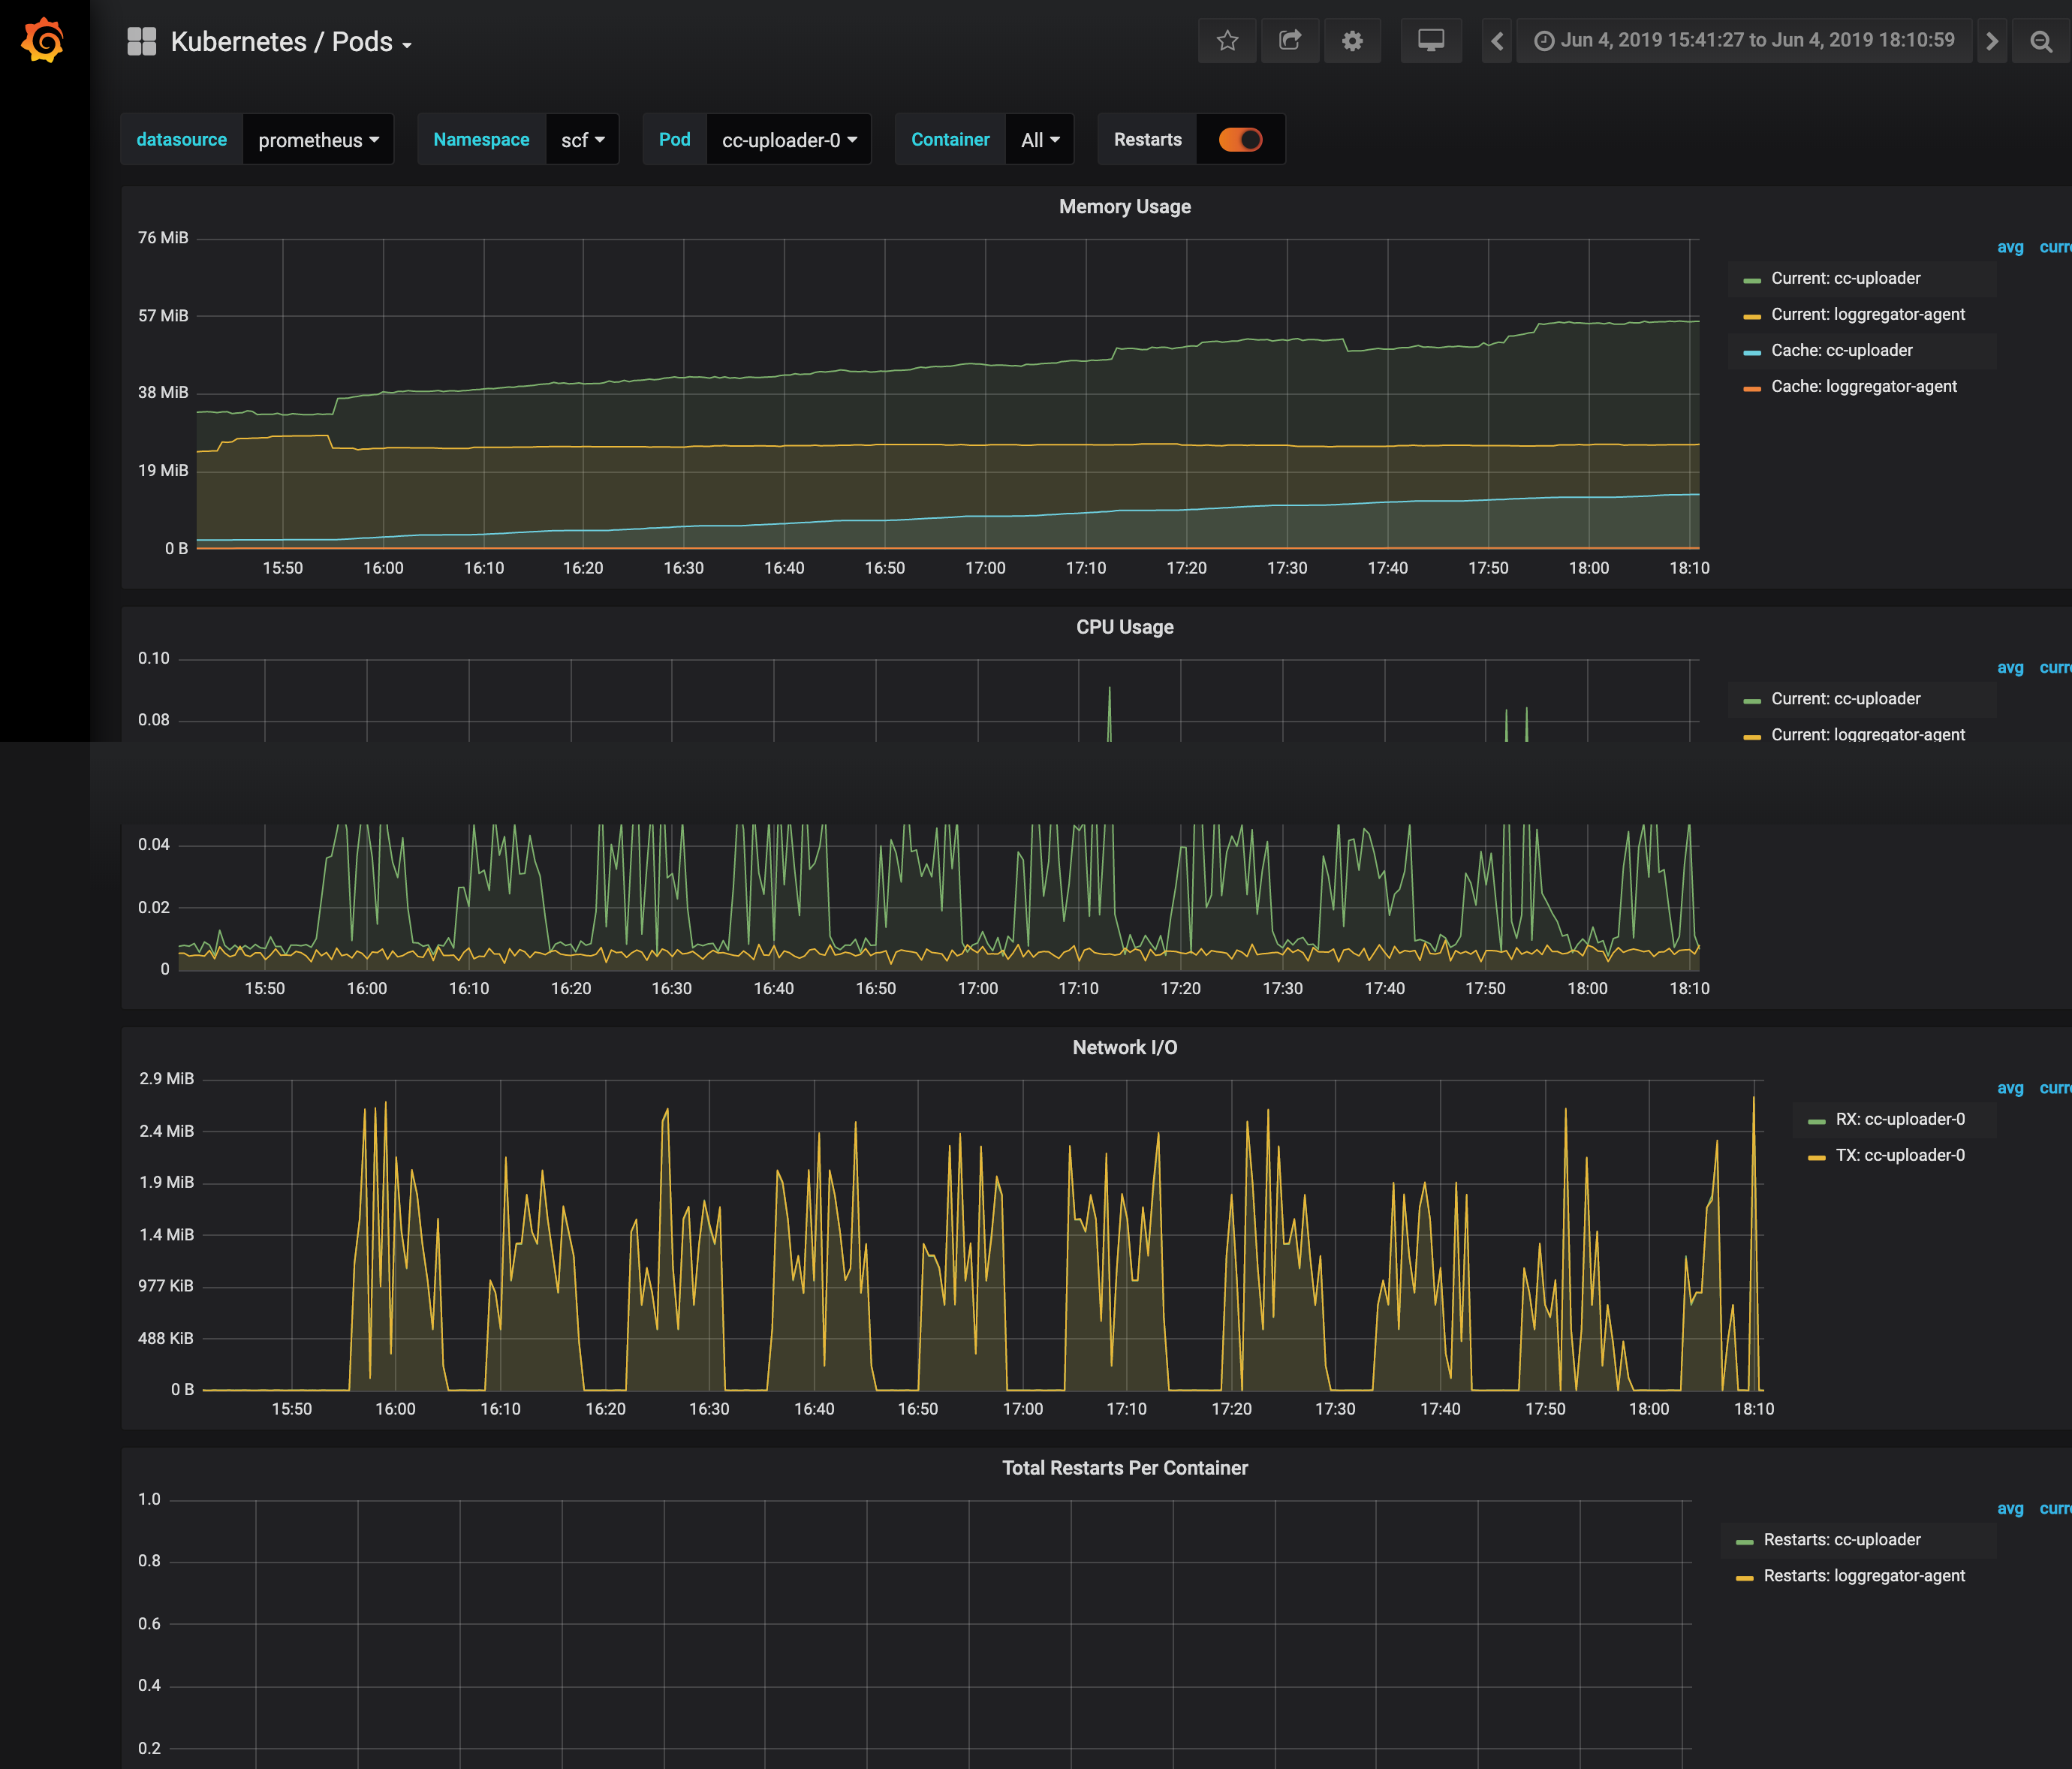 Kubernetes / Pods
Jun 4, 2019 15:41:27 to Jun 4, 2019 18:10:59
datasource prometheus Namespace scf Pod cc-uploader-0 Container All Restarts
Memory Usage
76 MiB
57 MiB
38 MiB
19 MiB
0 B
15:50 16:00 16:10 16:20 16:30 16:40 16:50 17:00 17:10 17:20 17:30 17:40 17:50 18:00 18:10
avg curre
Current: cc-uploader
Current: loggregator-agent
Cache: cc-uploader
Cache: loggregator-agent
CPU Usage
0.10
0.08
0.04
0.02
0
15:50 16:00 16:10 16:20 16:30 16:40 16:50 17:00 17:10 17:20 17:30 17:40 17:50 18:00 18:10
avg curre
Current: cc-uploader
Current: loggregator-agent
Network I/O
2.9 MiB
2.4 MiB
1.9 MiB
1.4 MiB
977 KiB
488 KiB
0 B
15:50 16:00 16:10 16:20 16:30 16:40 16:50 17:00 17:10 17:20 17:30 17:40 17:50 18:00 18:10
avg curre
RX: cc-uploader-0
TX: cc-uploader-0
Total Restarts Per Container
1.0
0.8
0.6
0.4
0.2
avg curre
Restarts: cc-uploader
Restarts: loggregator-agent